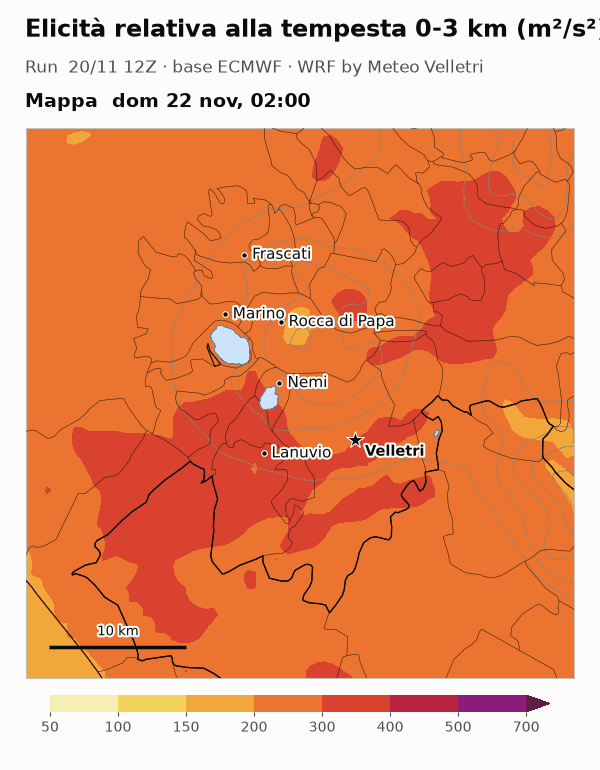 Elicità relativa alla tempesta 0-3 km (m²/s²)
Run  20/11 12Z · base ECMWF · WRF by Meteo Velletri
Mappa  dom 22 nov, 02:00
Frascati
Marino
Rocca di Papa
Nemi
Velletri
Lanuvio
10 km
50 100 150 200 300 400 500 700